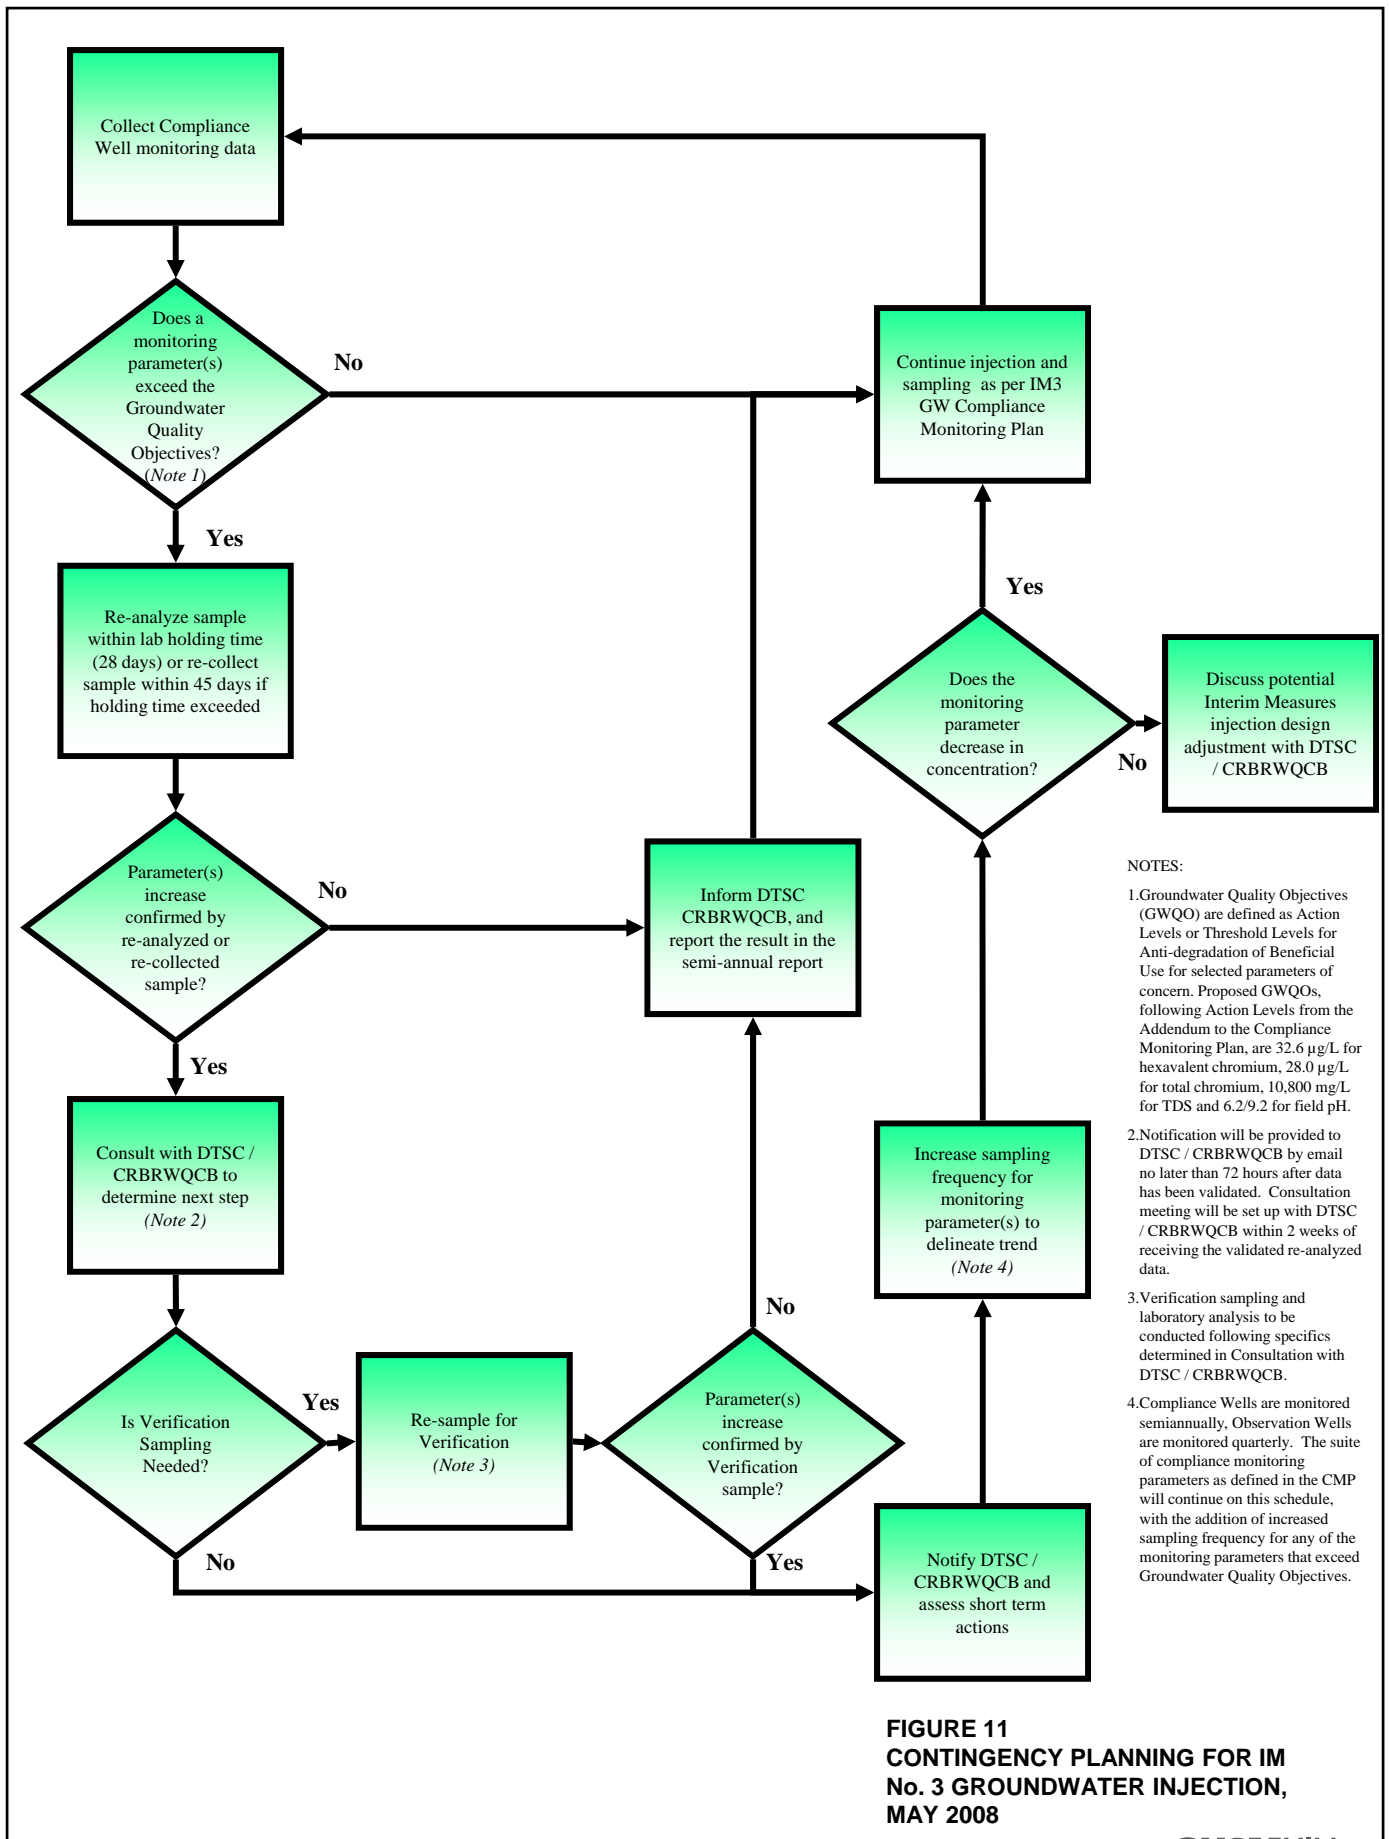 Collect Compliance
Well monitoring data
Does a
monitoring
parameter(s)
exceed the
Groundwater
Quality
Objectives?
(Note 1)
No
Yes
Continue injection and
sampling as per IM3
GW Compliance
Monitoring Plan
Re-analyze sample
within lab holding time
(28 days) or re-collect
sample within 45 days if
holding time exceeded
Yes
Does the
monitoring
parameter
decrease in
concentration?
No
Discuss potential
Interim Measures
injection design
adjustment with DTSC
/ CRBRWQCB
Parameter(s)
increase
confirmed by
re-analyzed or
re-collected
sample?
No
Yes
Inform DTSC
CRBRWQCB, and
report the result in the
semi-annual report
Consult with DTSC /
CRBRWQCB to
determine next step
(Note 2)
Increase sampling
frequency for
monitoring
parameter(s) to
delineate trend
(Note 4)
Is Verification
Sampling
Needed?
Yes
No
Re-sample for
Verification
(Note 3)
No
Parameter(s)
increase
confirmed by
Verification
sample?
Yes
Notify DTSC /
CRBRWQCB and
assess short term
actions
NOTES:
1.Groundwater Quality Objectives
(GWQO) are defined as Action
Levels or Threshold Levels for
Anti-degradation of Beneficial
Use for selected parameters of
concern. Proposed GWQOs,
following Action Levels from the
Addendum to the Compliance
Monitoring Plan, are 32.6 µg/L for
hexavalent chromium, 28.0 µg/L
for total chromium, 10,800 mg/L
for TDS and 6.2/9.2 for field pH.
2.Notification will be provided to
DTSC / CRBRWQCB by email
no later than 72 hours after data
has been validated. Consultation
meeting will be set up with DTSC
/ CRBRWQCB within 2 weeks of
receiving the validated re-analyzed
data.
3.Verification sampling and
laboratory analysis to be
conducted following specifics
determined in Consultation with
DTSC / CRBRWQCB.
4.Compliance Wells are monitored
semiannually, Observation Wells
are monitored quarterly. The suite
of compliance monitoring
parameters as defined in the CMP
will continue on this schedule,
with the addition of increased
sampling frequency for any of the
monitoring parameters that exceed
Groundwater Quality Objectives.
FIGURE 11
CONTINGENCY PLANNING FOR IM
No. 3 GROUNDWATER INJECTION,
MAY 2008